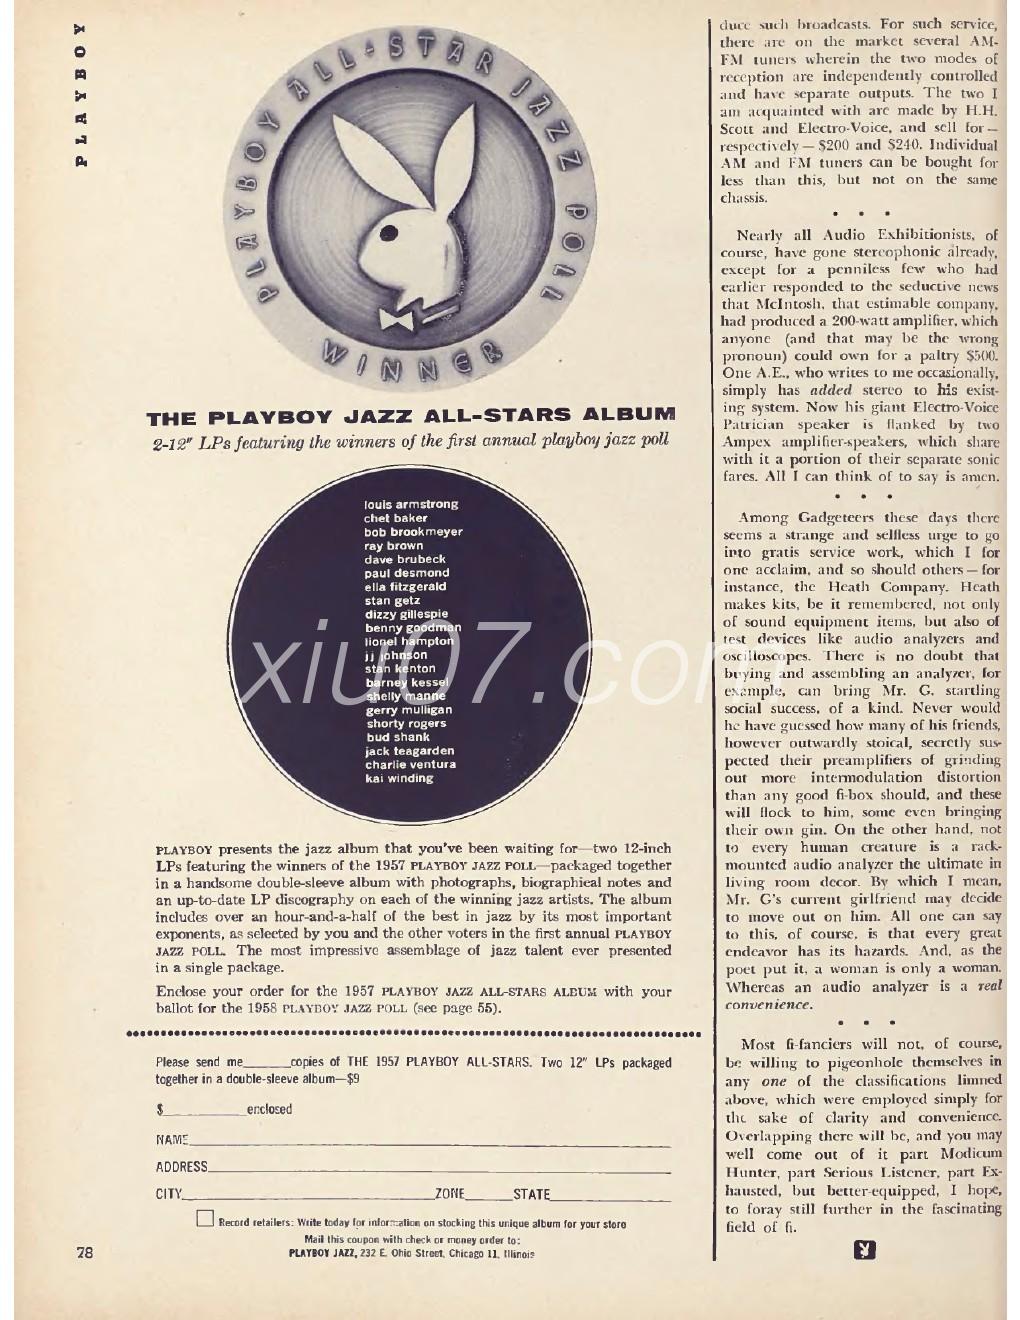 PLAYBOY
PLAYBOY ALL-STAR JAZZ POLL
WINNER
THE PLAYBOY JAZZ ALL-STARS ALBUM
2-12" LPs featuring the winners of the first annual playboy jazz poll
louis armstrong
chet baker
bob brookmeyer
ray brown
dave brubeck
paul desmond
ella fitzgerald
stan getz
dizzy gillespie
benny goodman
lionel hampton
jj johnson
stan kenton
barney kessel
shelly manne
gerry mulligan
shorty rogers
bud shank
jack teagarden
charlie ventura
kai winding
xiu07.com
PLAYBOY presents the jazz album that you've been waiting for—two 12-inch
LPs featuring the winners of the 1957 PLAYBOY JAZZ POLL—packaged together
in a handsome double-sleeve album with photographs, biographical notes and
an up-to-date LP discography on each of the winning jazz artists. The album
includes over an hour-and-a-half of the best in jazz by its most important
exponents, as selected by you and the other voters in the first annual PLAYBOY
JAZZ POLL. The most impressive assemblage of jazz talent ever presented
in a single package.
Enclose your order for the 1957 PLAYBOY JAZZ ALL-STARS ALBUM with your
ballot for the 1958 PLAYBOY JAZZ POLL (see page 55).
Please send me______copies of THE 1957 PLAYBOY ALL-STARS. Two 12" LPs packaged
together in a double-sleeve album—$9
$__________enclosed
NAME
ADDRESS
CITY ZONE STATE
Record retailers: Write today for information on stocking this unique album for your store
Mail this coupon with check or money order to:
PLAYBOY JAZZ, 232 E. Ohio Street, Chicago 11, Illinois
78
duce such broadcasts. For such service,
there are on the market several AM-
FM tuners wherein the two modes of
reception are independently controlled
and have separate outputs. The two I
am acquainted with are made by H.H.
Scott and Electro-Voice, and sell for—
respectively—$200 and $240. Individual
AM and FM tuners can be bought for
less than this, but not on the same
chassis.
• • •
Nearly all Audio Exhibitionists, of
course, have gone stereophonic already,
except for a penniless few who had
earlier responded to the seductive news
that McIntosh, that estimable company,
had produced a 200-watt amplifier, which
anyone (and that may be the wrong
pronoun) could own for a paltry $500.
One A.E., who writes to me occasionally,
simply has added stereo to his exist-
ing system. Now his giant Electro-Voice
Patrician speaker is flanked by two
Ampex amplifier-speakers, which share
with it a portion of their separate sonic
fares. All I can think of to say is amen.
• • •
Among Gadgeteers these days there
seems a strange and selfless urge to go
into gratis service work, which I for
one acclaim, and so should others—for
instance, the Heath Company. Heath
makes kits, be it remembered, not only
of sound equipment items, but also of
test devices like audio analyzers and
oscilloscopes. There is no doubt that
buying and assembling an analyzer, for
example, can bring Mr. G. startling
social success, of a kind. Never would
he have guessed how many of his friends,
however outwardly stoical, secretly sus-
pected their preamplifiers of grinding
out more intermodulation distortion
than any good fi-box should, and these
will flock to him, some even bringing
their own gin. On the other hand, not
to every human creature is a rack-
mounted audio analyzer the ultimate in
living room decor. By which I mean,
Mr. G's current girlfriend may decide
to move out on him. All one can say
to this, of course, is that every great
endeavor has its hazards. And, as the
poet put it, a woman is only a woman.
Whereas an audio analyzer is a real
convenience.
• • •
Most fi-fanciers will not, of course,
be willing to pigeonhole themselves in
any one of the classifications limned
above, which were employed simply for
the sake of clarity and convenience.
Overlapping there will be, and you may
well come out of it part Modicum
Hunter, part Serious Listener, part Ex-
hausted, but better-equipped, I hope,
to foray still further in the fascinating
field of fi.